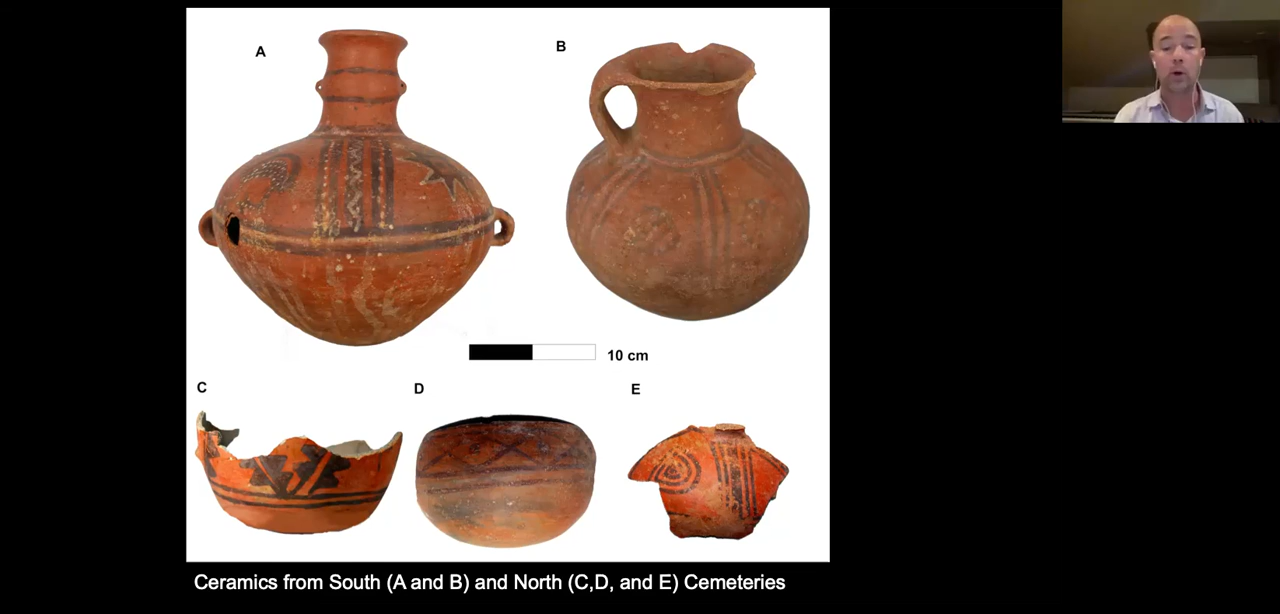 A
B
10 cm
C
D
E
Ceramics from South (A and B) and North (C,D, and E) Cemeteries